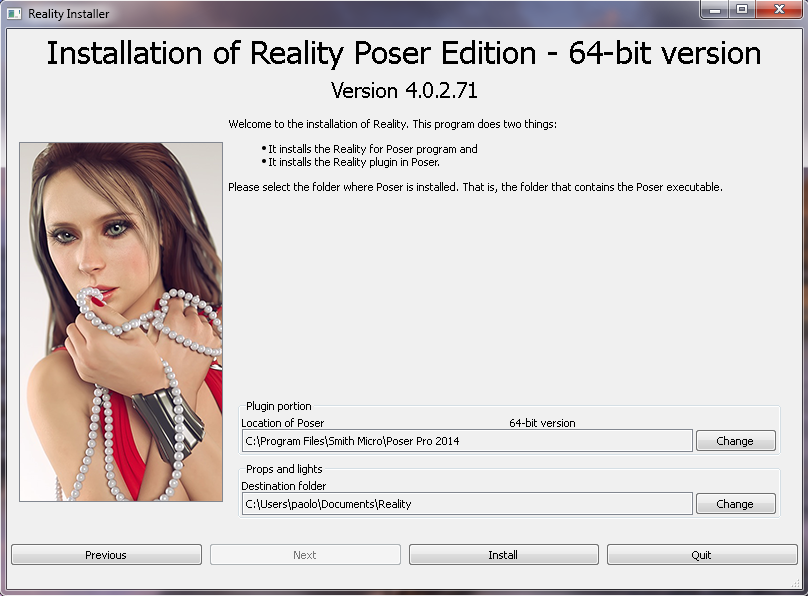 Reality Installer
Installation of Reality Poser Edition - 64-bit version
Version 4.0.2.71
Welcome to the installation of Reality. This program does two things:
• It installs the Reality for Poser program and
• It installs the Reality plugin in Poser.
Please select the folder where Poser is installed. That is, the folder that contains the Poser executable.
Plugin portion
Location of Poser 64-bit version
C:\Program Files\Smith Micro\Poser Pro 2014 Change
Props and lights
Destination folder
C:\Users\paolo\Documents\Reality Change
Previous Next Install Quit